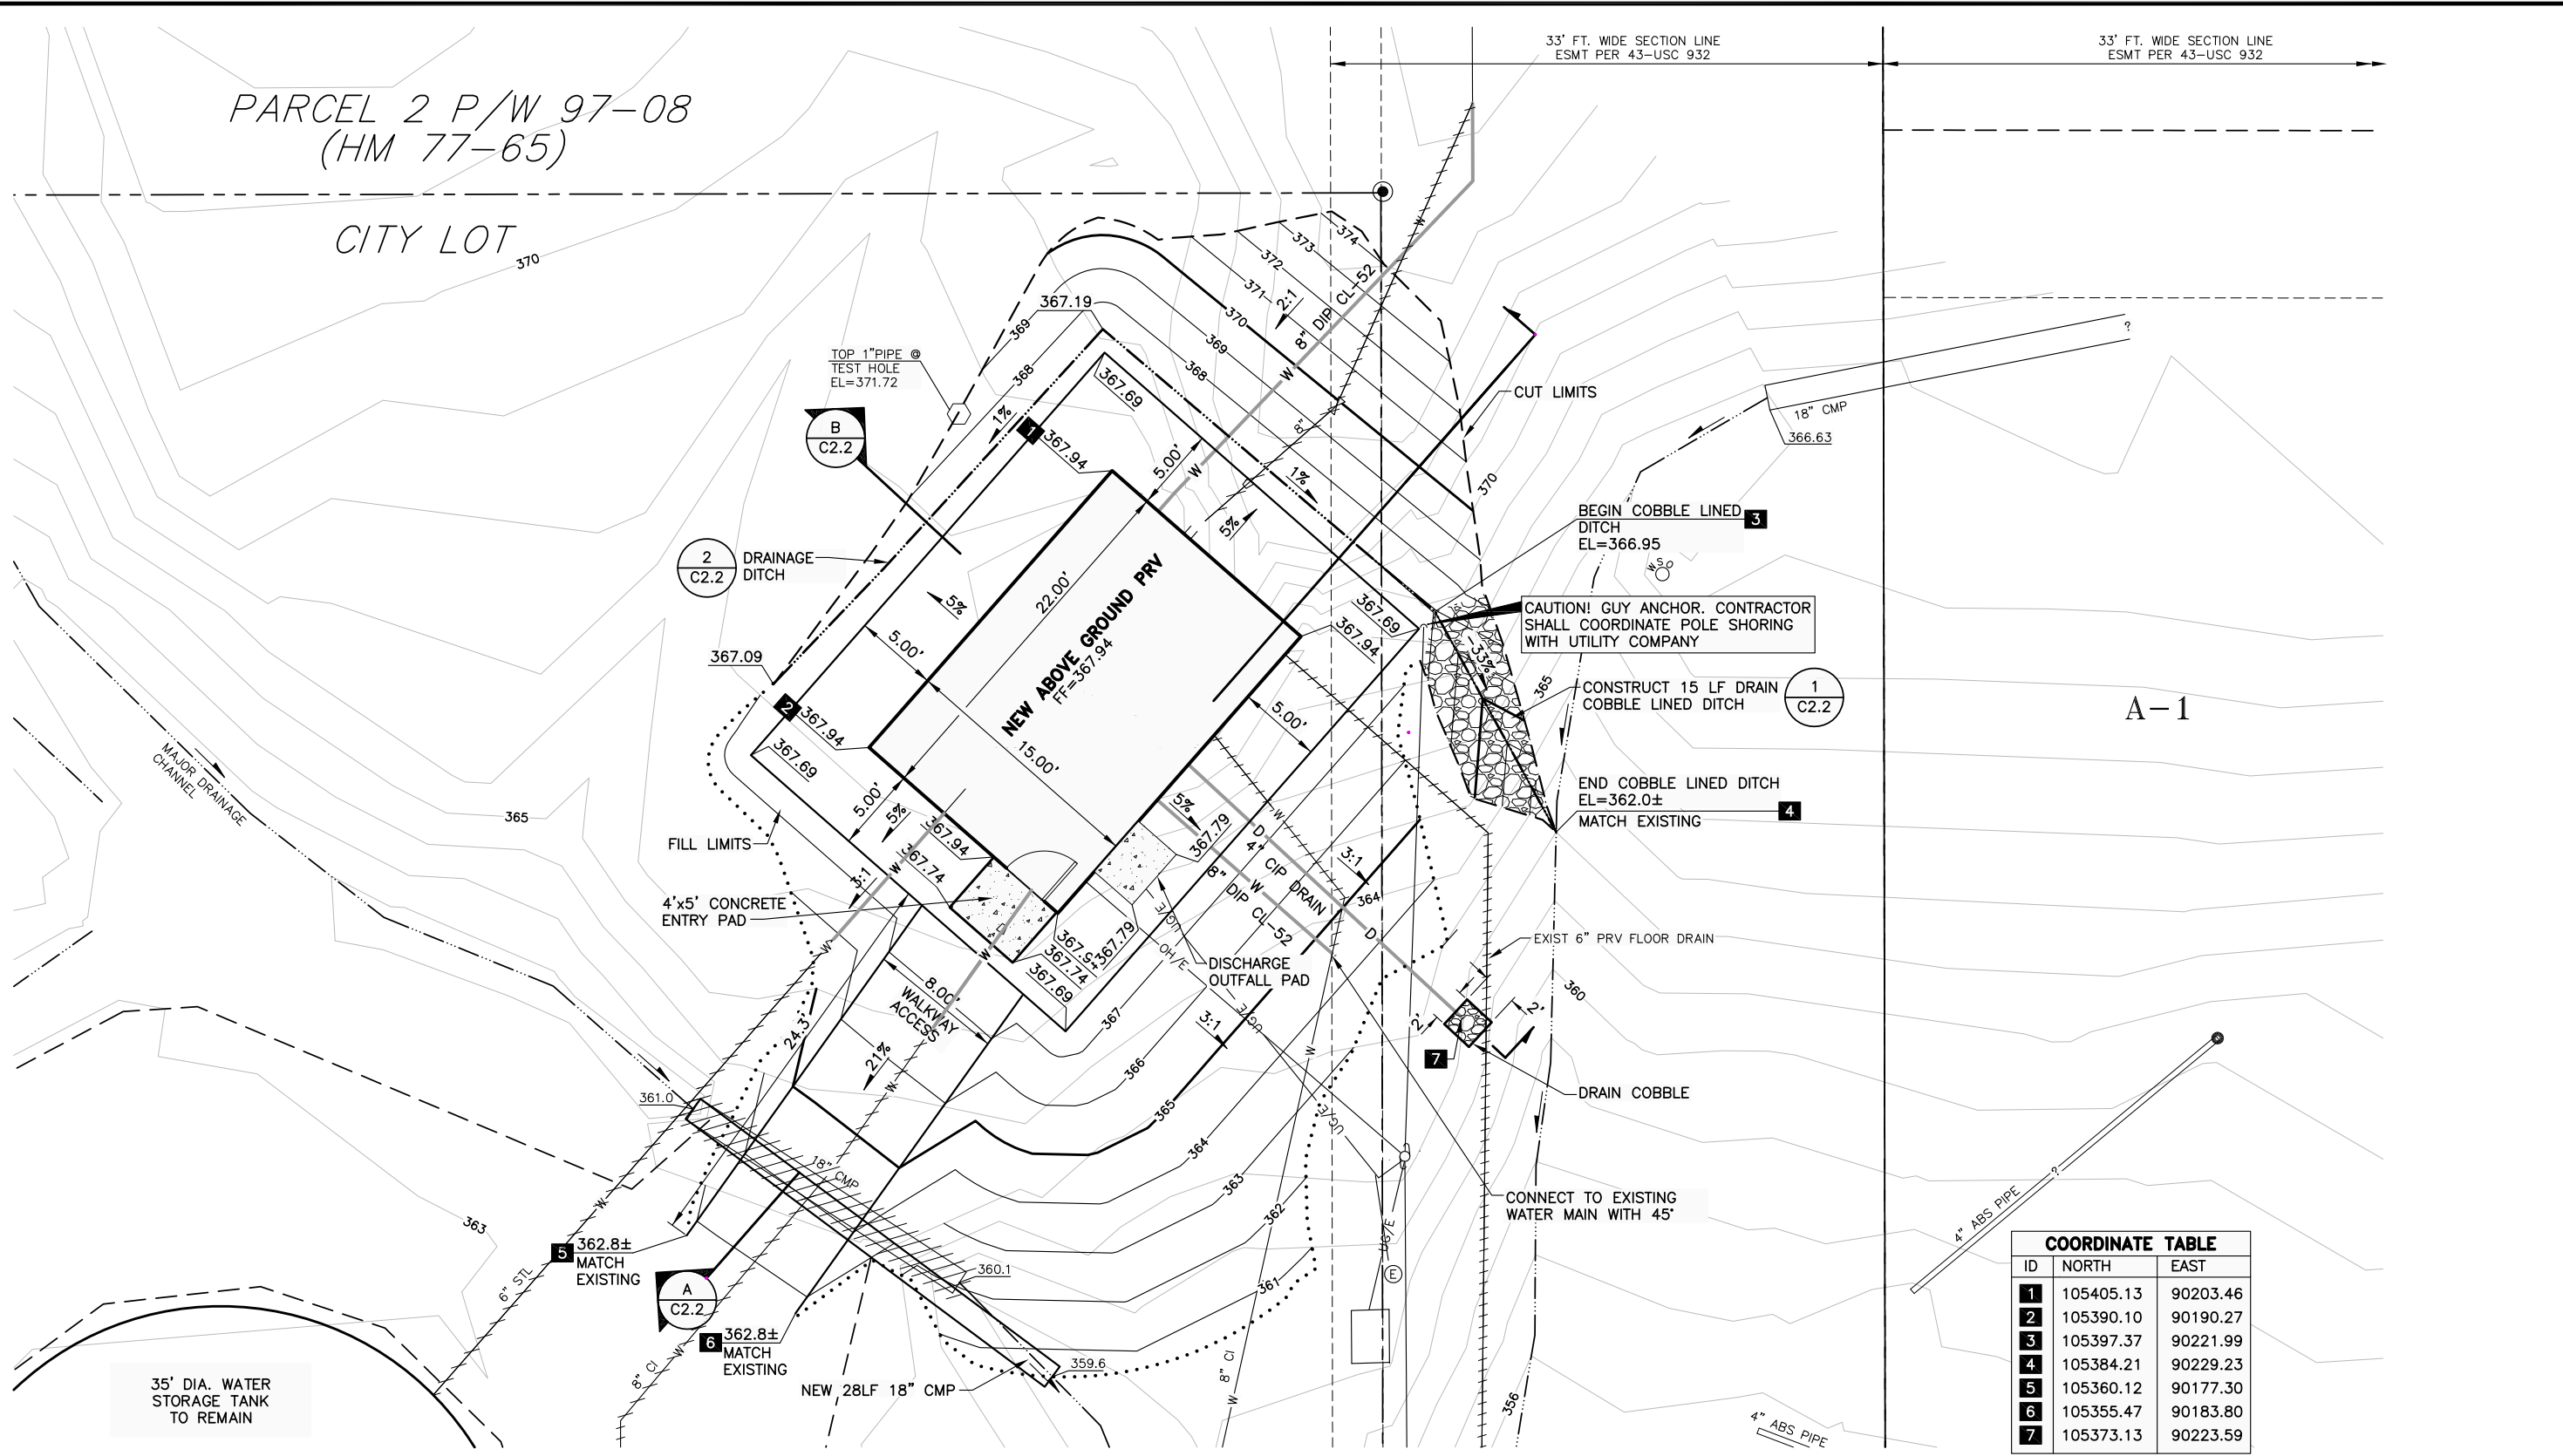 33' FT. WIDE SECTION LINE
ESMT PER 43-USC 932
33' FT. WIDE SECTION LINE
ESMT PER 43-USC 932
PARCEL 2 P/W 97-08
(HM 77-65)
CITY LOT
370
374
373
372
371
2:1
8" DIP CL-52
W
W
370
369
368
367.19
369
368
TOP 1"PIPE @
TEST HOLE
EL=371.72
1%
367.69
1
367.94
B
C2.2
5.00'
W
W
8"
CUT LIMITS
18" CMP
366.63
?
370
1%
5%
BEGIN COBBLE LINED
DITCH
EL=366.95
3
WSO
2
C2.2
DRAINAGE
DITCH
5%
5.00'
22.00'
NEW ABOVE GROUND PRV
FF=367.94
15.00'
367.69
367.94
CAUTION! GUY ANCHOR. CONTRACTOR
SHALL COORDINATE POLE SHORING
WITH UTILITY COMPANY
33%
365
CONSTRUCT 15 LF DRAIN
COBBLE LINED DITCH
1
C2.2
A-1
367.09
2
367.94
367.69
5.00'
5.00'
5%
5%
MAJOR DRAINAGE
CHANNEL
365
END COBBLE LINED DITCH
EL=362.0±
MATCH EXISTING
4
FILL LIMITS
367.94
367.74
367.79
W
D
4" CIP DRAIN
D
W
8" DIP CL-52
3:1
364
3:1
W
4'x5' CONCRETE
ENTRY PAD
W
W
367.94
367.74
367.69
367.79
UG/E
OH/E
DISCHARGE
OUTFALL PAD
EXIST 6" PRV FLOOR DRAIN
360
8.00'
WALKWAY
ACCESS
24.3'
21%
W
367
366
365
364
363
362
361
3:1
UG/E
UG/E
UG/E
W
2'
2'
7
DRAIN COBBLE
361.0
18" CMP
360.1
359.6
CONNECT TO EXISTING
WATER MAIN WITH 45°
4" ABS PIPE
?
363
W
6" STL
5
362.8±
MATCH
EXISTING
A
C2.2
6
362.8±
MATCH
EXISTING
W
8" CI
NEW 28LF 18" CMP
8" CI
W
E
356
4" ABS PIPE
35' DIA. WATER
STORAGE TANK
TO REMAIN
COORDINATE TABLE
ID NORTH EAST
1 105405.13 90203.46
2 105390.10 90190.27
3 105397.37 90221.99
4 105384.21 90229.23
5 105360.12 90177.30
6 105355.47 90183.80
7 105373.13 90223.59